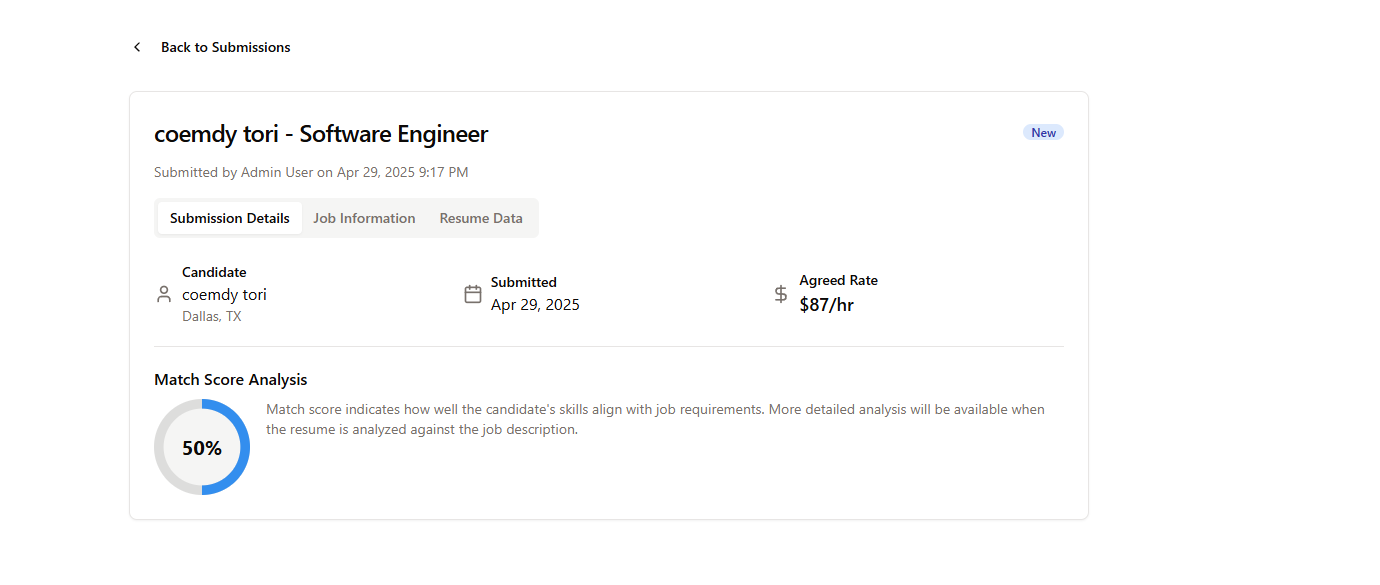 Back to Submissions
coemdy tori - Software Engineer
New
Submitted by Admin User on Apr 29, 2025 9:17 PM
Submission Details
Job Information
Resume Data
Candidate
coemdy tori
Dallas, TX
Submitted
Apr 29, 2025
Agreed Rate
$87/hr
Match Score Analysis
50%
Match score indicates how well the candidate's skills align with job requirements. More detailed analysis will be available when
the resume is analyzed against the job description.